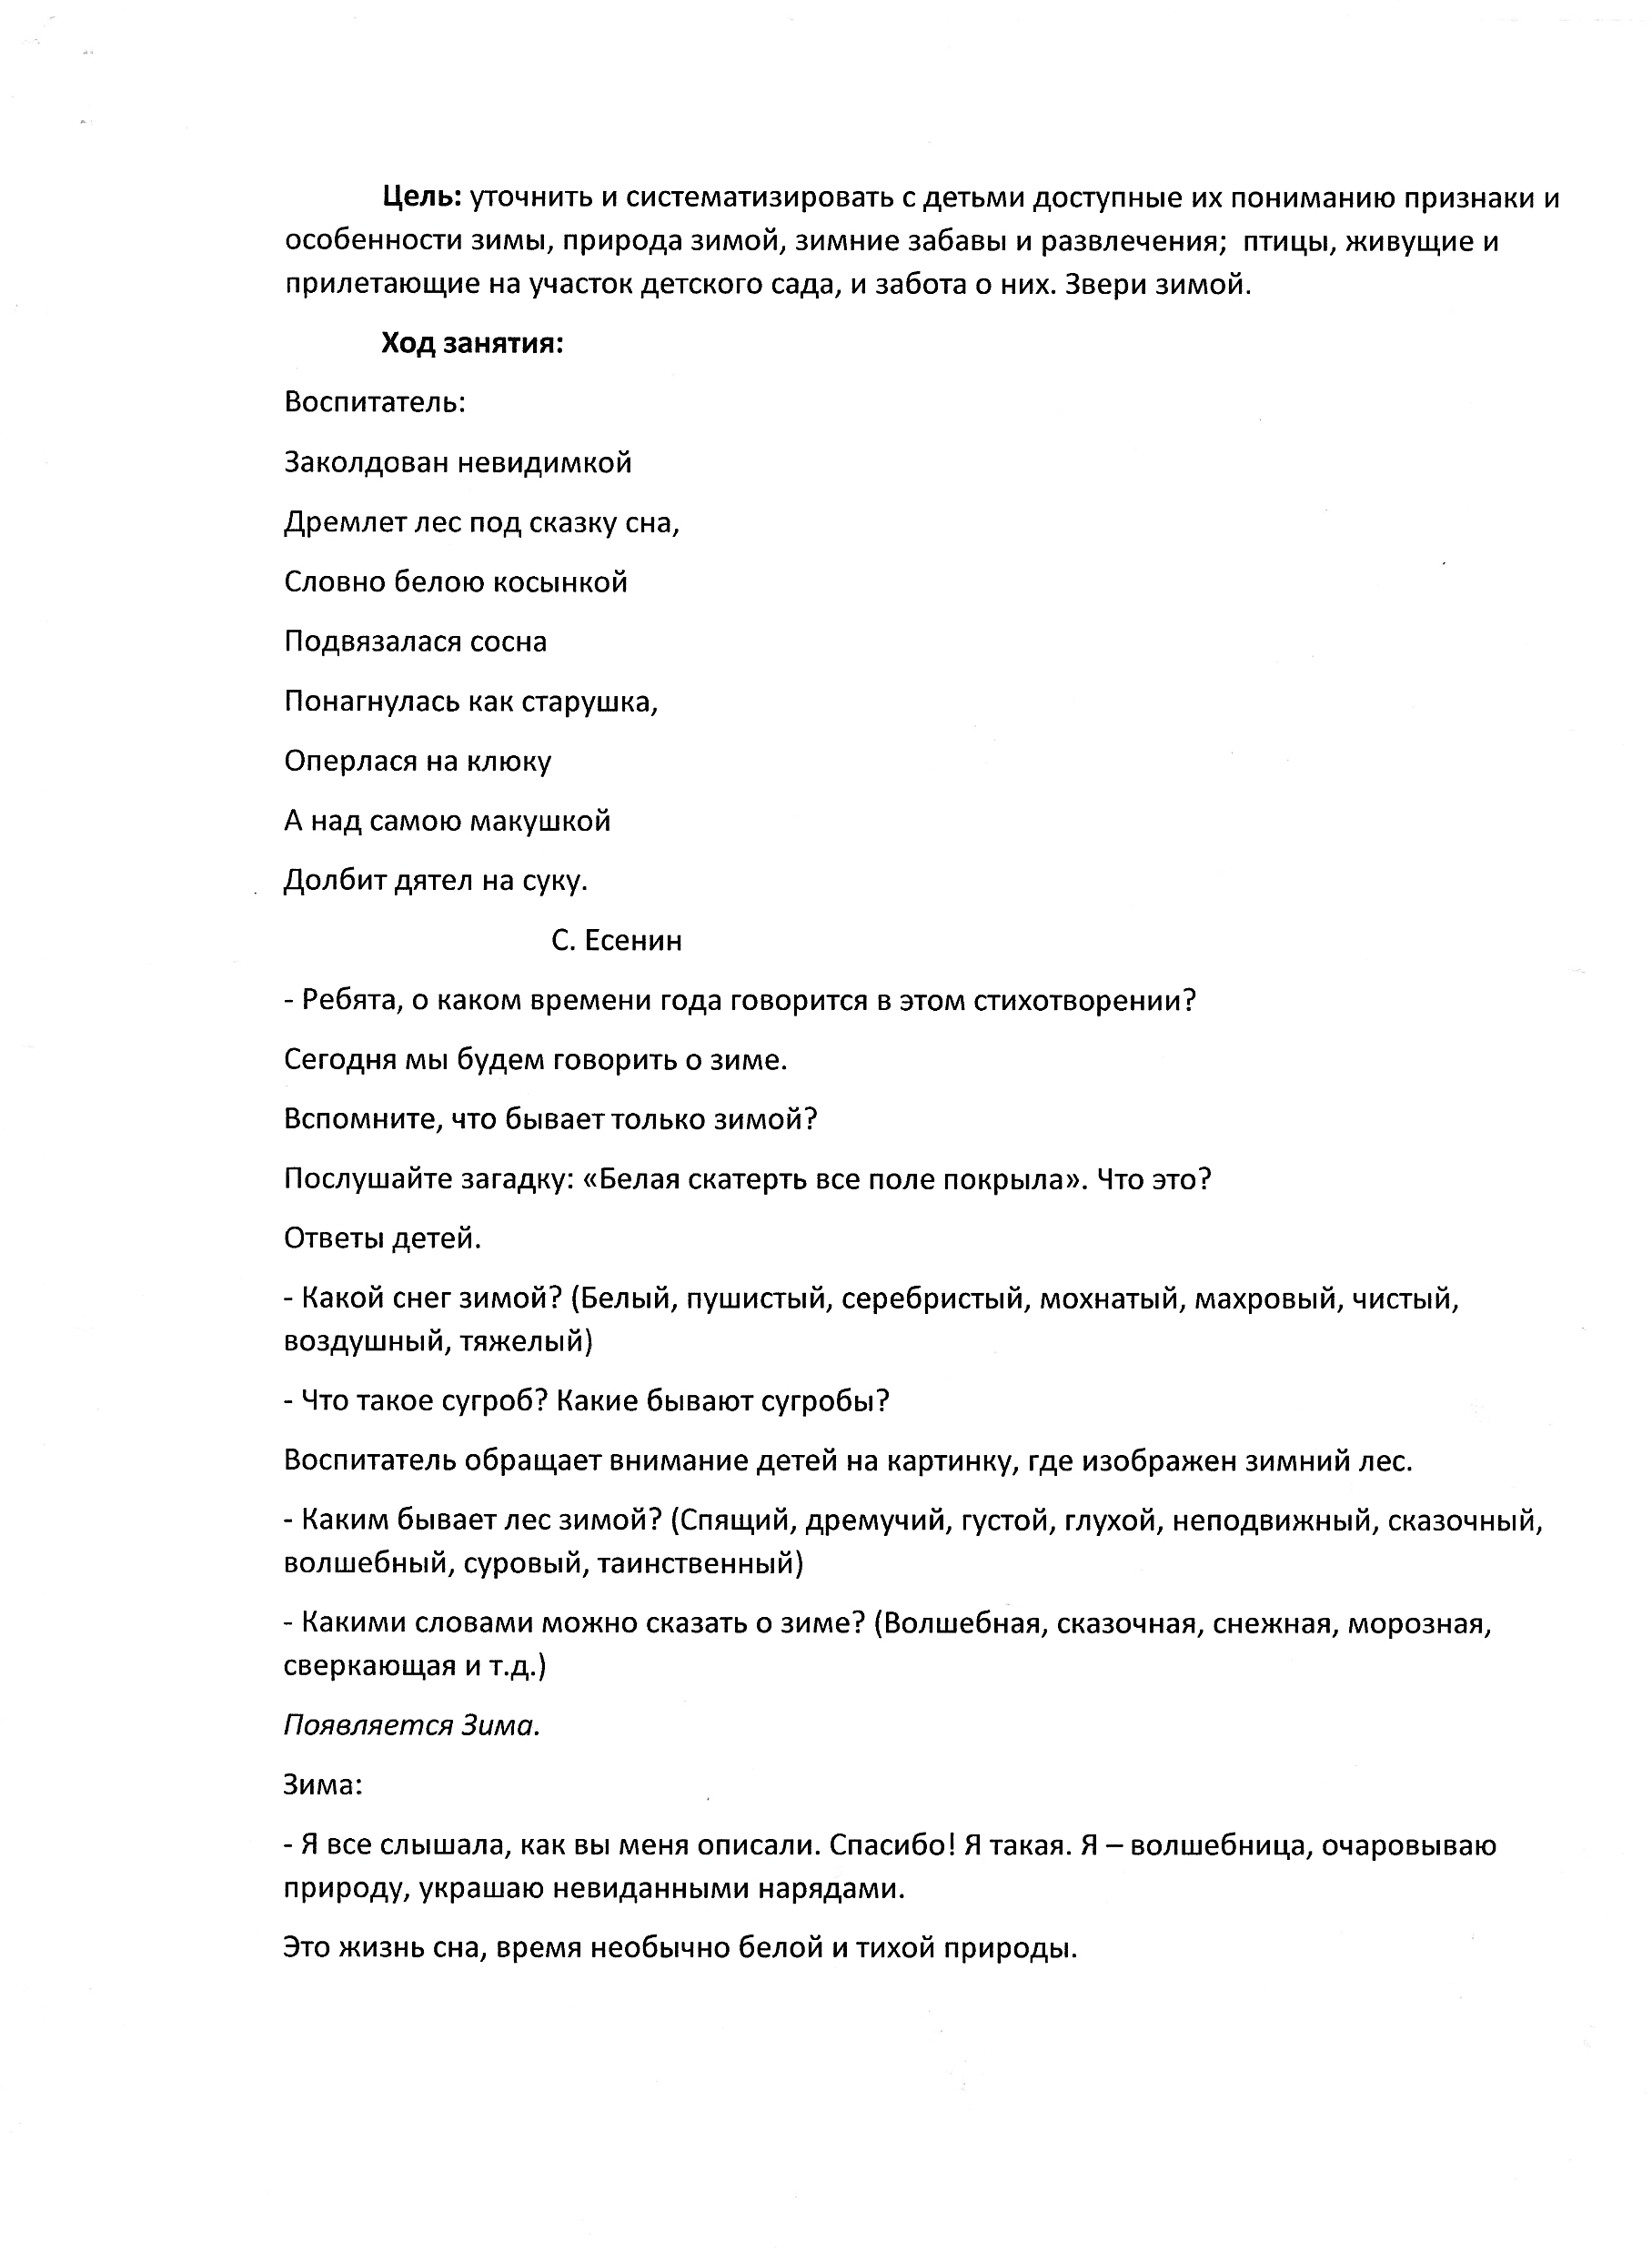 Цель: уточнить и систематизировать с детьми доступные их пониманию признаки и
особенности зимы, природа зимой, зимние забавы и развлечения;  птицы, живущие и
прилетающие на участок детского сада, и забота о них. Звери зимой.
Ход занятия:
Воспитатель:
Заколдован невидимкой
Дремлет лес под сказку сна,
Словно белою косынкой
Подвязалася сосна
Понагнулась как старушка,
Оперлася на клюку
А над самою макушкой
Долбит дятел на суку.
С. Есенин
- Ребята, о каком времени года говорится в этом стихотворении?
Сегодня мы будем говорить о зиме.
Вспомните, что бывает только зимой?
Послушайте загадку: «Белая скатерть все поле покрыла». Что это?
Ответы детей.
- Какой снег зимой? (Белый, пушистый, серебристый, мохнатый, махровый, чистый,
воздушный, тяжелый)
- Что такое сугроб? Какие бывают сугробы?
Воспитатель обращает внимание детей на картинку, где изображен зимний лес.
- Каким бывает лес зимой? (Спящий, дремучий, густой, глухой, неподвижный, сказочный,
волшебный, суровый, таинственный)
- Какими словами можно сказать о зиме? (Волшебная, сказочная, снежная, морозная,
сверкающая и т.д.)
Появляется Зима.
Зима:
- Я все слышала, как вы меня описали. Спасибо! Я такая. Я – волшебница, очаровываю
природу, украшаю невиданными нарядами.
Это жизнь сна, время необычно белой и тихой природы.